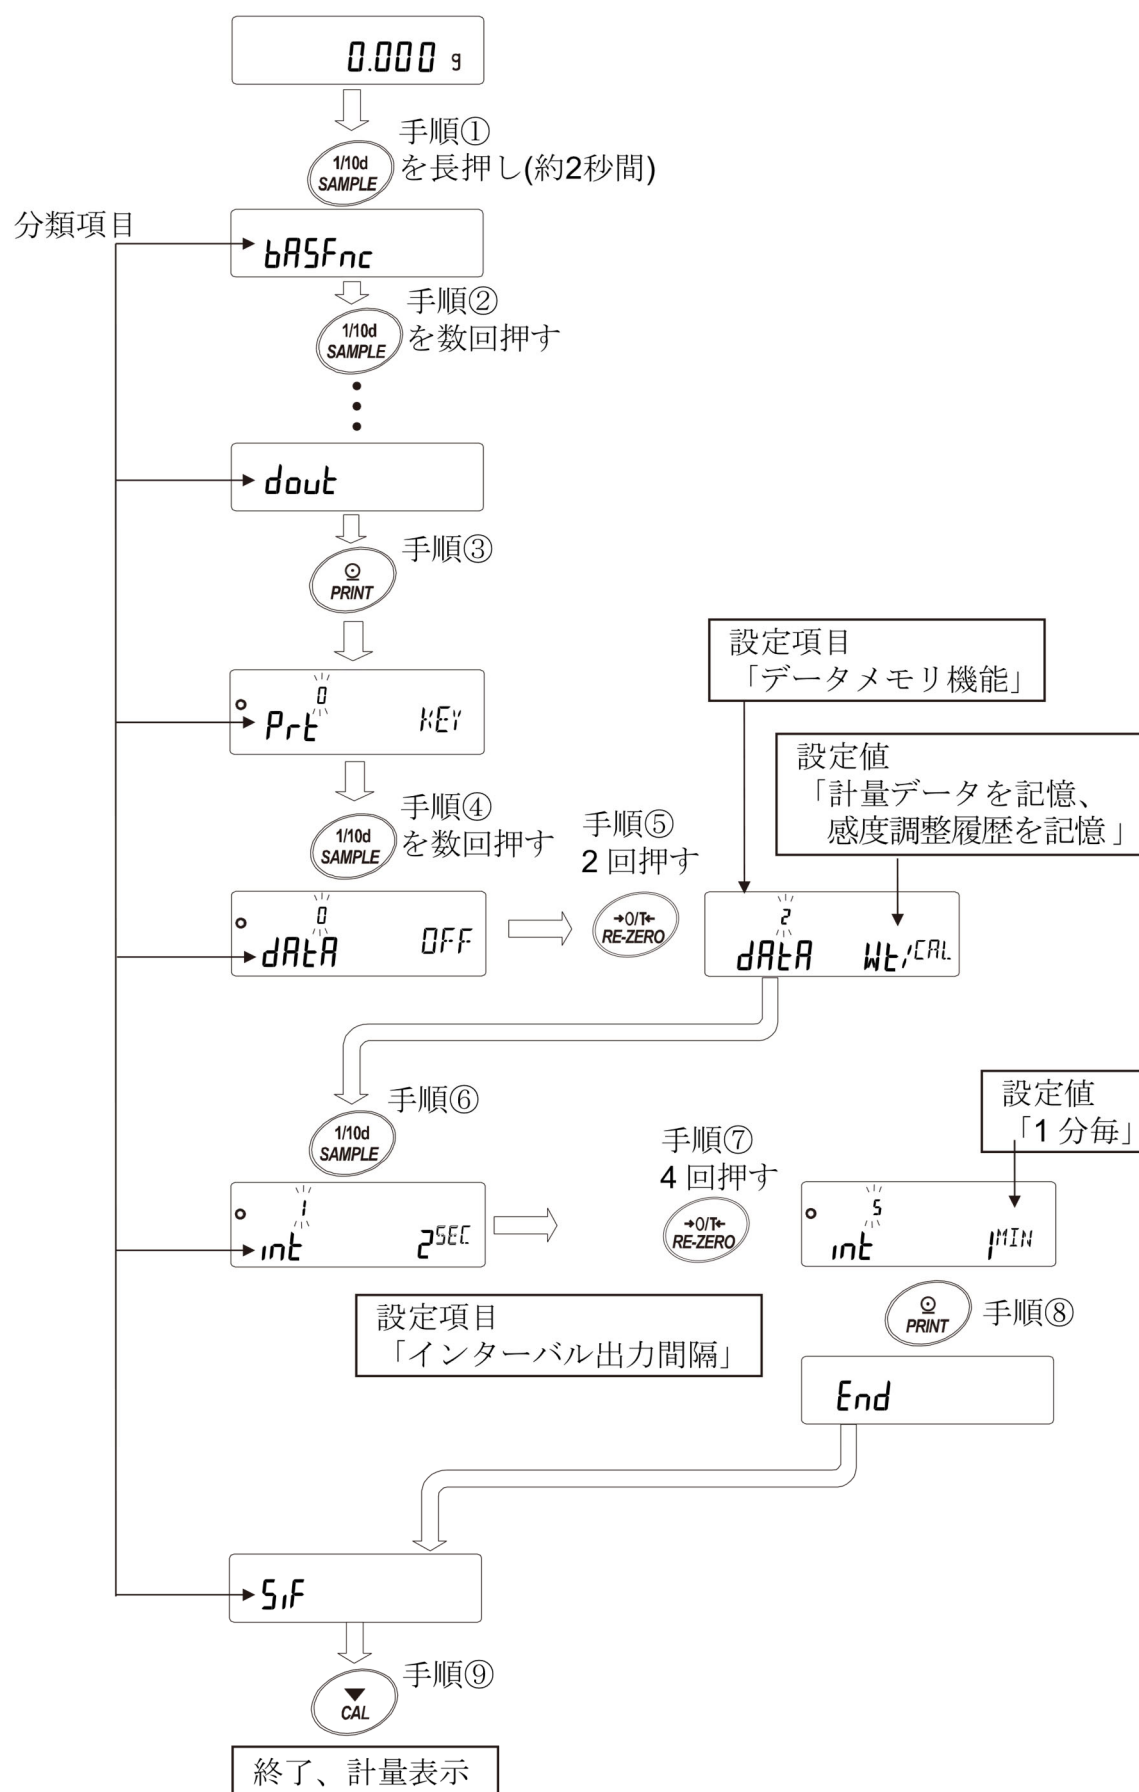 0.000 g
手順①
1/10d
SAMPLE
を長押し(約2秒間)
分類項目
bASFnc
手順②
1/10d
SAMPLE
を数回押す
dout
手順③
PRINT
設定項目
「データメモリ機能」
0
Prt KEY
設定値
「計量データを記憶、
感度調整履歴を記憶」
手順④
1/10d
SAMPLE
を数回押す
手順⑤
2 回押す
0
dAtA OFF
→0/T←
RE-ZERO
2
dAtA Wt/CAL
手順⑥
1/10d
SAMPLE
設定値
「1 分毎」
手順⑦
4 回押す
1
int 2 SEC
→0/T←
RE-ZERO
5
int 1 MIN
設定項目
「インターバル出力間隔」
PRINT
手順⑧
End
SiF
手順⑨
CAL
終了、計量表示